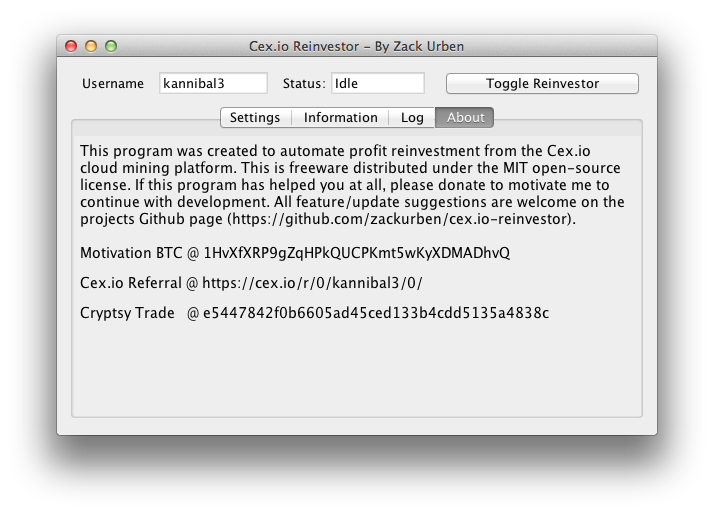 Cex.io Reinvestor - By Zack Urben
Username kannibal3 Status: Idle Toggle Reinvestor
Settings Information Log About
This program was created to automate profit reinvestment from the Cex.io
cloud mining platform. This is freeware distributed under the MIT open-source
license. If this program has helped you at all, please donate to motivate me to
continue with development. All feature/update suggestions are welcome on the
projects Github page (https://github.com/zackurben/cex.io-reinvestor).
Motivation BTC @ 1HvXfXRP9gZqHPkQUCPKmt5wKyXDMADhvQ
Cex.io Referral @ https://cex.io/r/0/kannibal3/0/
Cryptsy Trade @ e5447842f0b6605ad45ced133b4cdd5135a4838c